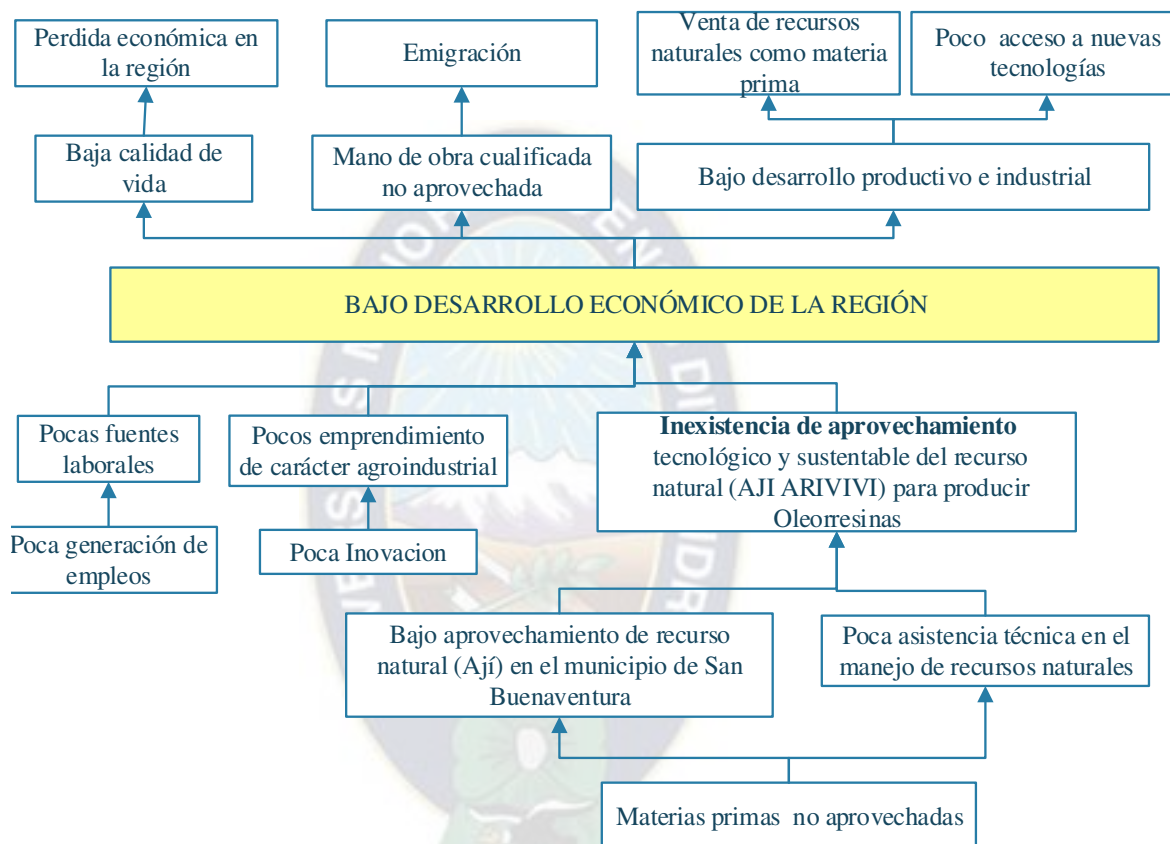 Perdida económica en
la región
Emigración
Venta de recursos
naturales como materia
prima
Poco acceso a nuevas
tecnologías
Baja calidad de
vida
Mano de obra cualificada
no aprovechada
Bajo desarrollo productivo e industrial
BAJO DESARROLLO ECONÓMICO DE LA REGIÓN
Pocas fuentes
laborales
Pocos emprendimiento
de carácter agroindustrial
Inexistencia de aprovechamiento
tecnológico y sustentable del recurso
natural (AJI ARIVIVI) para producir
Oleorresinas
Poca generación de
empleos
Poca Inovacion
Bajo aprovechamiento de recurso
natural (Ají) en el municipio de San
Buenaventura
Poca asistencia técnica en el
manejo de recursos naturales
Materias primas no aprovechadas